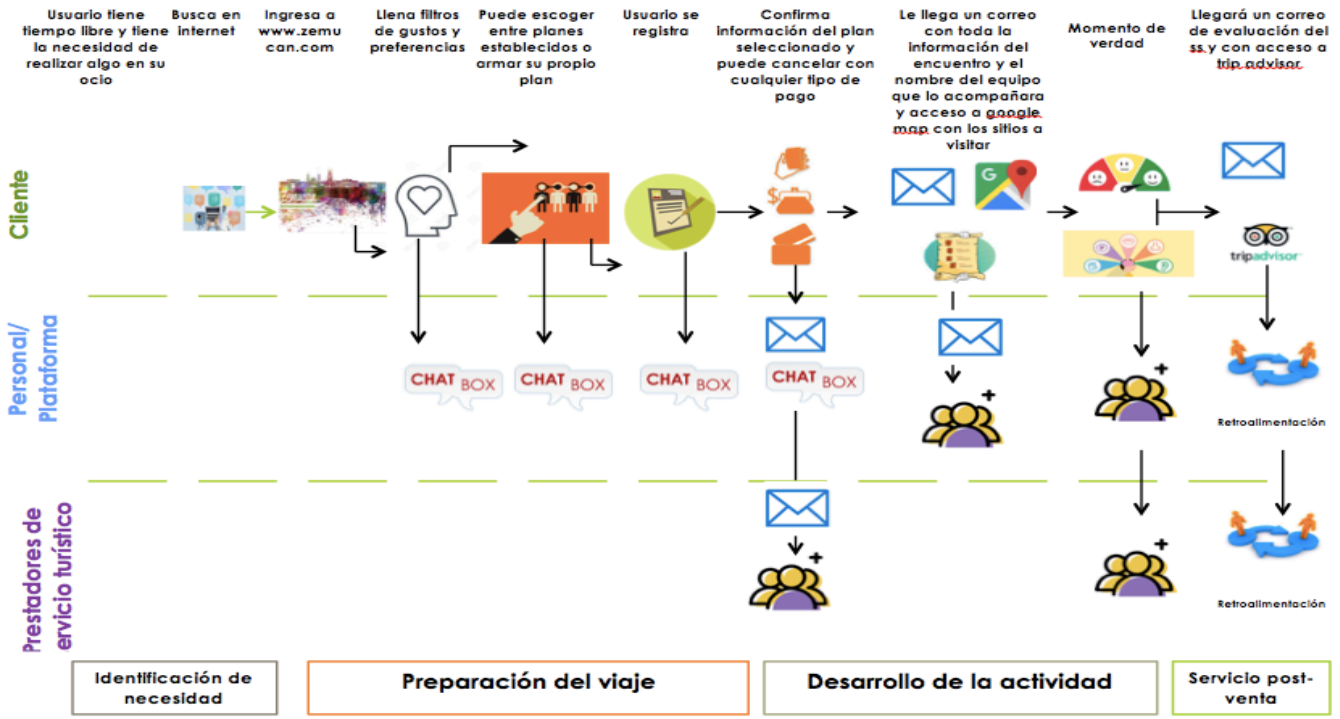 Usuario tiene
tiempo libre y tiene
la necesidad de
realizar algo en su
ocio
Busca en
internet
Ingresa a
www.zemu
can.com
Llena filtros
de gustos y
preferencias
Puede escoger
entre planes
establecidos o
armar su propio
plan
Usuario se
registra
Confirma
información del plan
seleccionado y
puede cancelar con
cualquier tipo de
pago
Le llega un correo
con toda la
información del
encuentro y el
nombre del equipo
que lo acompañara
y acceso a google
map con los sitios a
visitar
Momento de
verdad
Llegará un correo
de evaluación del
ss y con acceso a
trip advisor
Cliente
G
$
tripadvisor
Personal/
Plataforma
CHAT BOX
CHAT BOX
CHAT BOX
CHAT BOX
Retroalimentación
Prestadores de
ervicio turístico
Retroalimentación
Identificación de
necesidad
Preparación del viaje
Desarrollo de la actividad
Servicio post-
venta